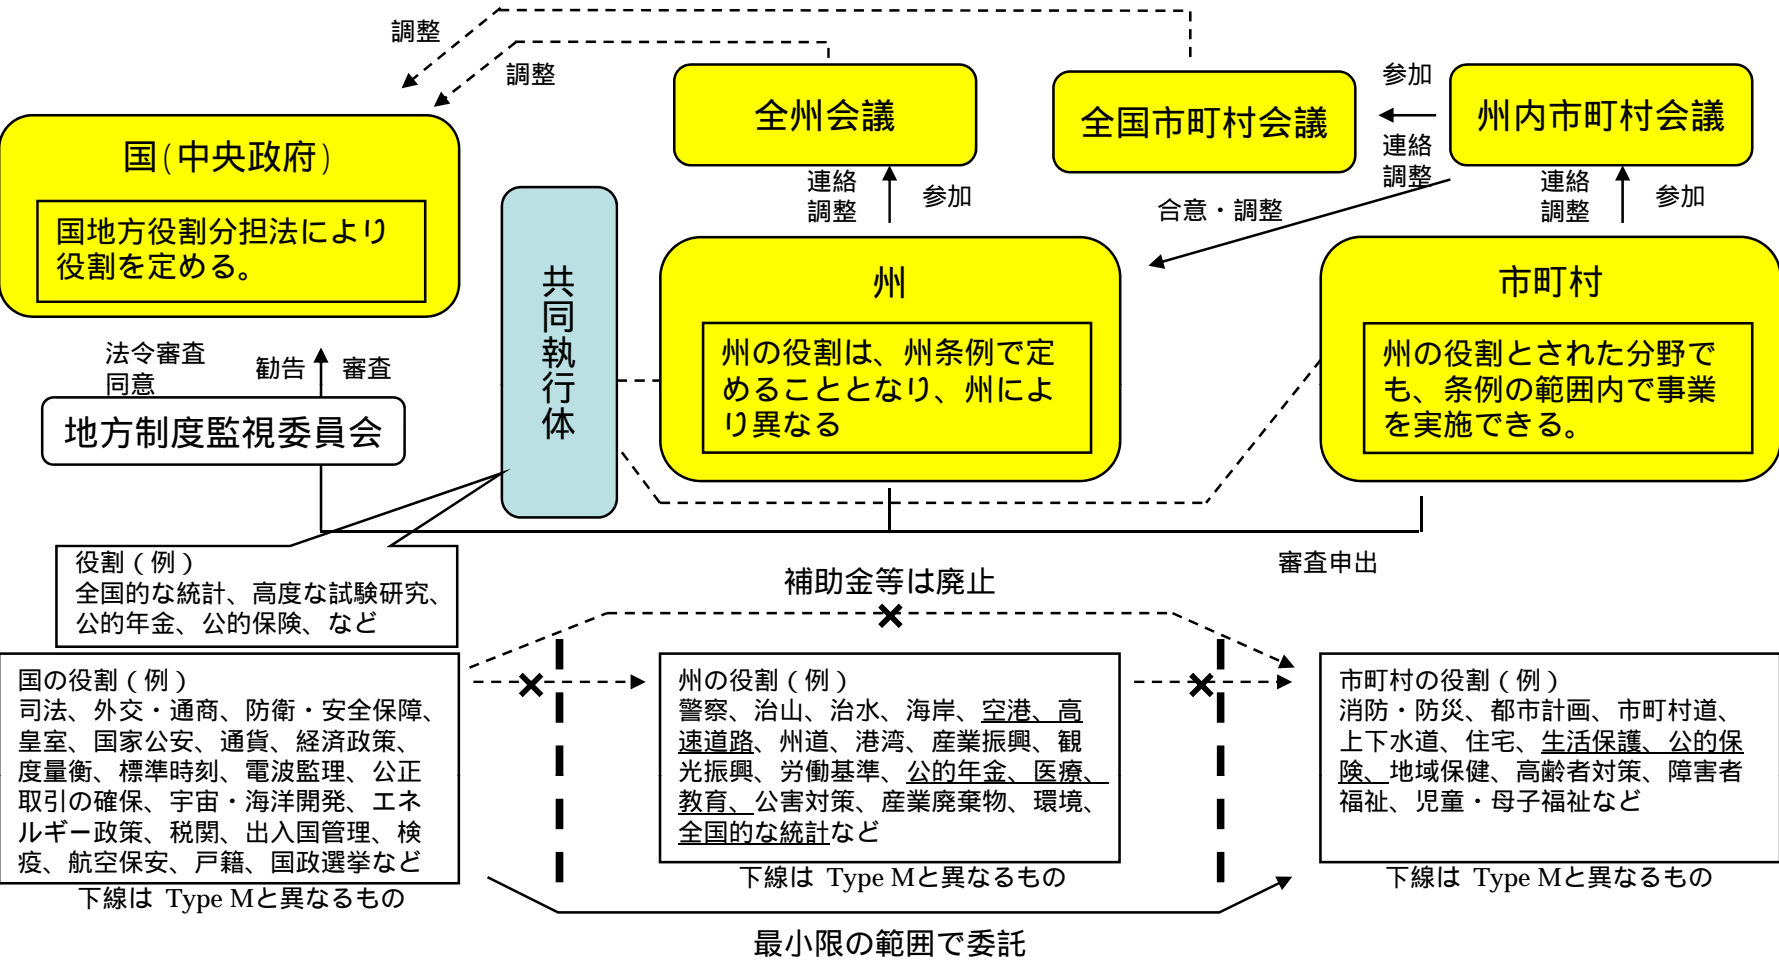 調整
調整
全州会議
全国市町村会議
参加
連絡
調整
州内市町村会議
国(中央政府)
国地方役割分担法により
役割を定める。
連絡
調整
参加
合意・調整
連絡
調整
参加
共同執行体
州
州の役割は、州条例で定
めることとなり、州によ
り異なる
市町村
州の役割とされた分野で
も、条例の範囲内で事業
を実施できる。
法令審査
同意
勧告
審査
地方制度監視委員会
審査申出
役割(例)
全国的な統計、高度な試験研究、
公的年金、公的保険、など
補助金等は廃止
国の役割(例)
司法、外交・通商、防衛・安全保障、
皇室、国家公安、通貨、経済政策、
度量衡、標準時刻、電波監理、公正
取引の確保、宇宙・海洋開発、エネ
ルギー政策、税関、出入国管理、検
疫、航空保安、戸籍、国政選挙など
下線は Type Mと異なるもの
州の役割(例)
警察、治山、治水、海岸、空港、高
速道路、州道、港湾、産業振興、観
光振興、労働基準、公的年金、医療、
教育、公害対策、産業廃棄物、環境、
全国的な統計など
下線は Type Mと異なるもの
市町村の役割(例)
消防・防災、都市計画、市町村道、
上下水道、住宅、生活保護、公的保
険、地域保健、高齢者対策、障害者
福祉、児童・母子福祉など
下線は Type Mと異なるもの
最小限の範囲で委託